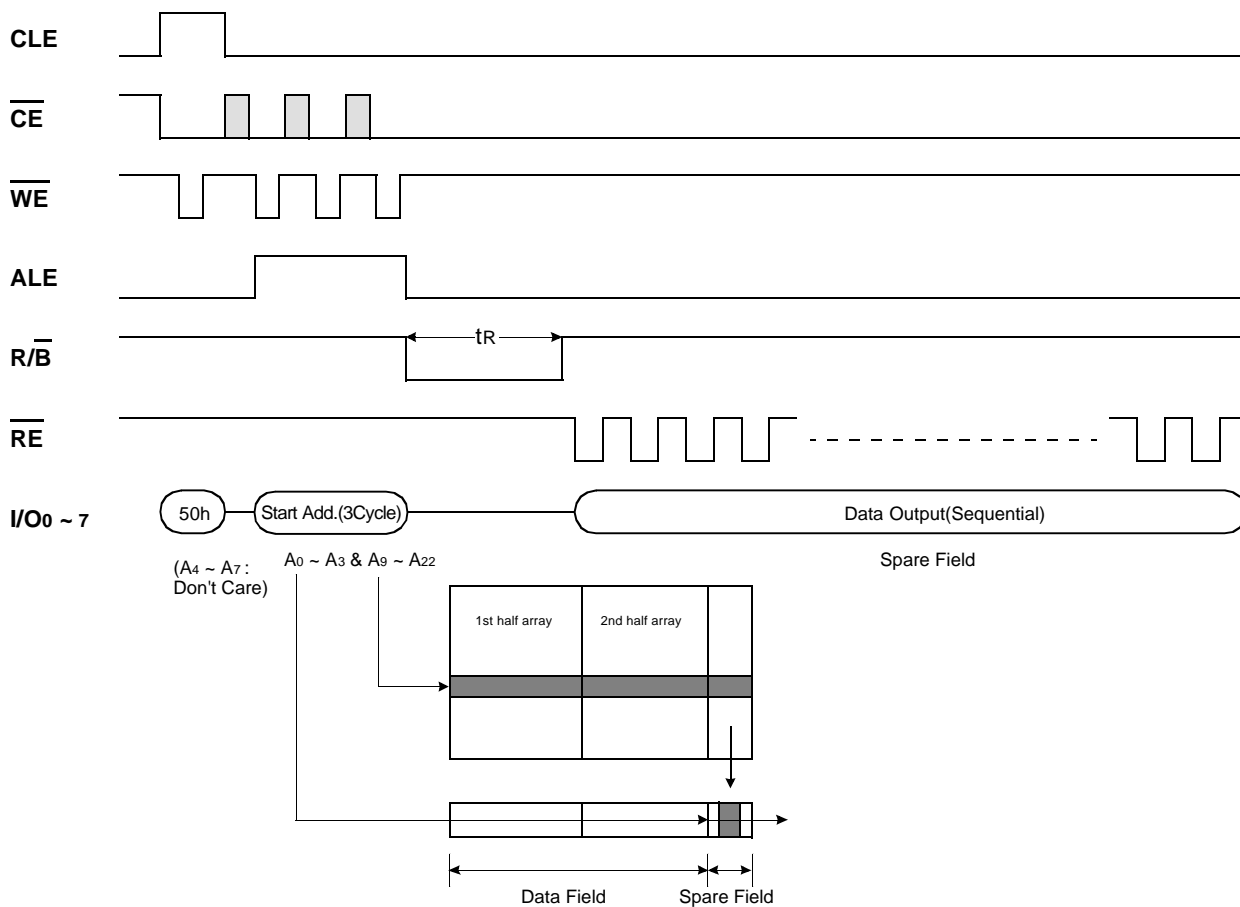 CLE
CE
WE
ALE
R/B
tR
RE
I/O0 ~ 7
50h
Start Add.(3Cycle)
Data Output(Sequential)
(A4 ~ A7 :
Don't Care)
A0 ~ A3 & A9 ~ A22
Spare Field
1st half array
2nd half array
Data Field
Spare Field